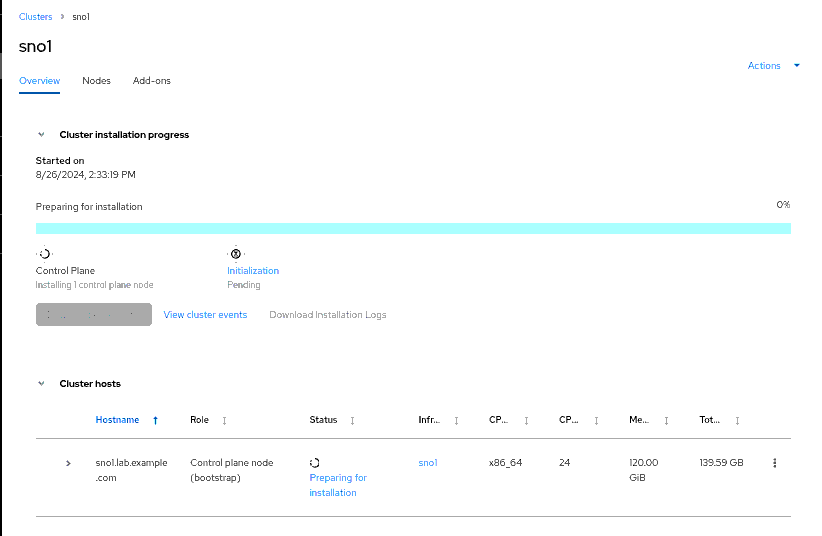 Clusters > sno1
sno1
Actions
Overview Nodes Add-ons
Cluster installation progress
Started on
8/26/2024, 2:33:19 PM
Preparing for installation 0%
Control Plane Initialization
Installing 1 control plane node Pending
View cluster events Download Installation Logs
Cluster hosts
Hostname Role Status Infr... CP... CP... Me... Tot...
sno1.lab.example Control plane node sno1 x86_64 24 120.00 139.59 GB
.com (bootstrap) Preparing for GiB
installation